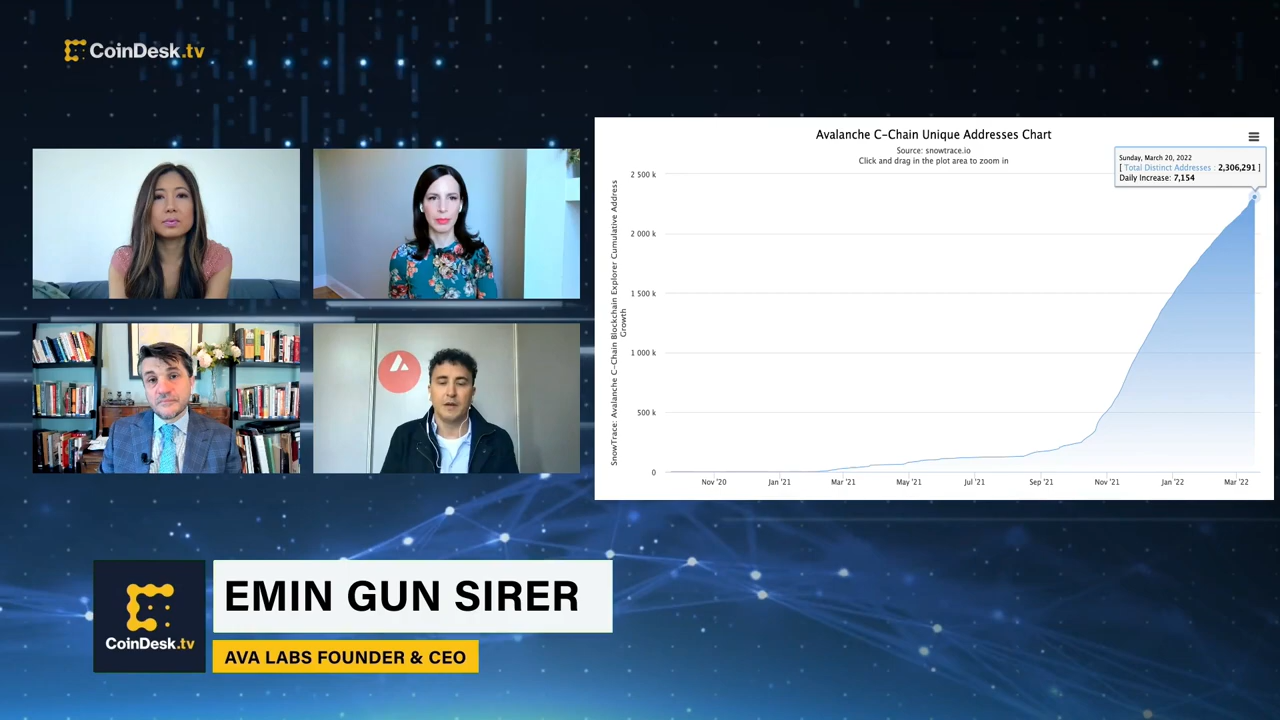 CoinDesk.tv
Avalanche C-Chain Unique Addresses Chart
Source: snowtrace.io
Click and drag in the plot area to zoom in
Sunday, March 20, 2022
[ Total Distinct Addresses : 2,306,291 ]
Daily Increase: 7,154
SnowTrace: Avalanche C-Chain Blockchain Explorer Cumulative Address
Growth
2 500 k
2 000 k
1 500 k
1 000 k
500 k
0
Nov '20 Jan '21 Mar '21 May '21 Jul '21 Sep '21 Nov '21 Jan '22 Mar '22
CoinDesk.tv
EMIN GUN SIRER
AVA LABS FOUNDER & CEO